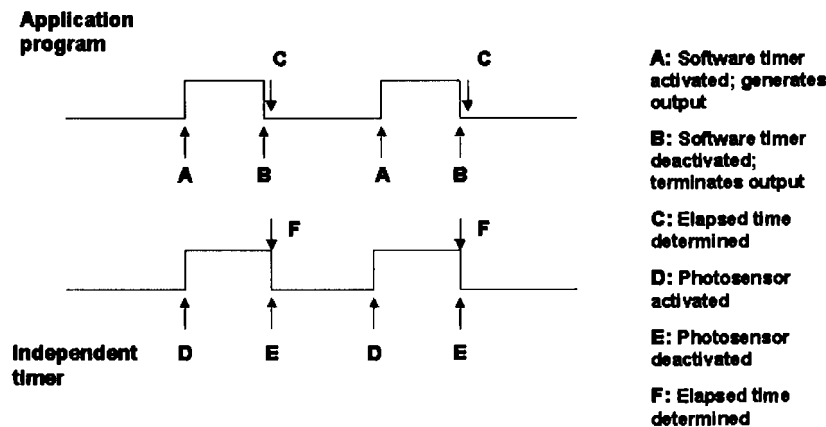 Application
program
C
C
A
B
A
B
F
F
D
E
D
E
Independent
timer
A: Software timer
activated; generates
output
B: Software timer
deactivated;
terminates output
C: Elapsed time
determined
D: Photosensor
activated
E: Photosensor
deactivated
F: Elapsed time
determined